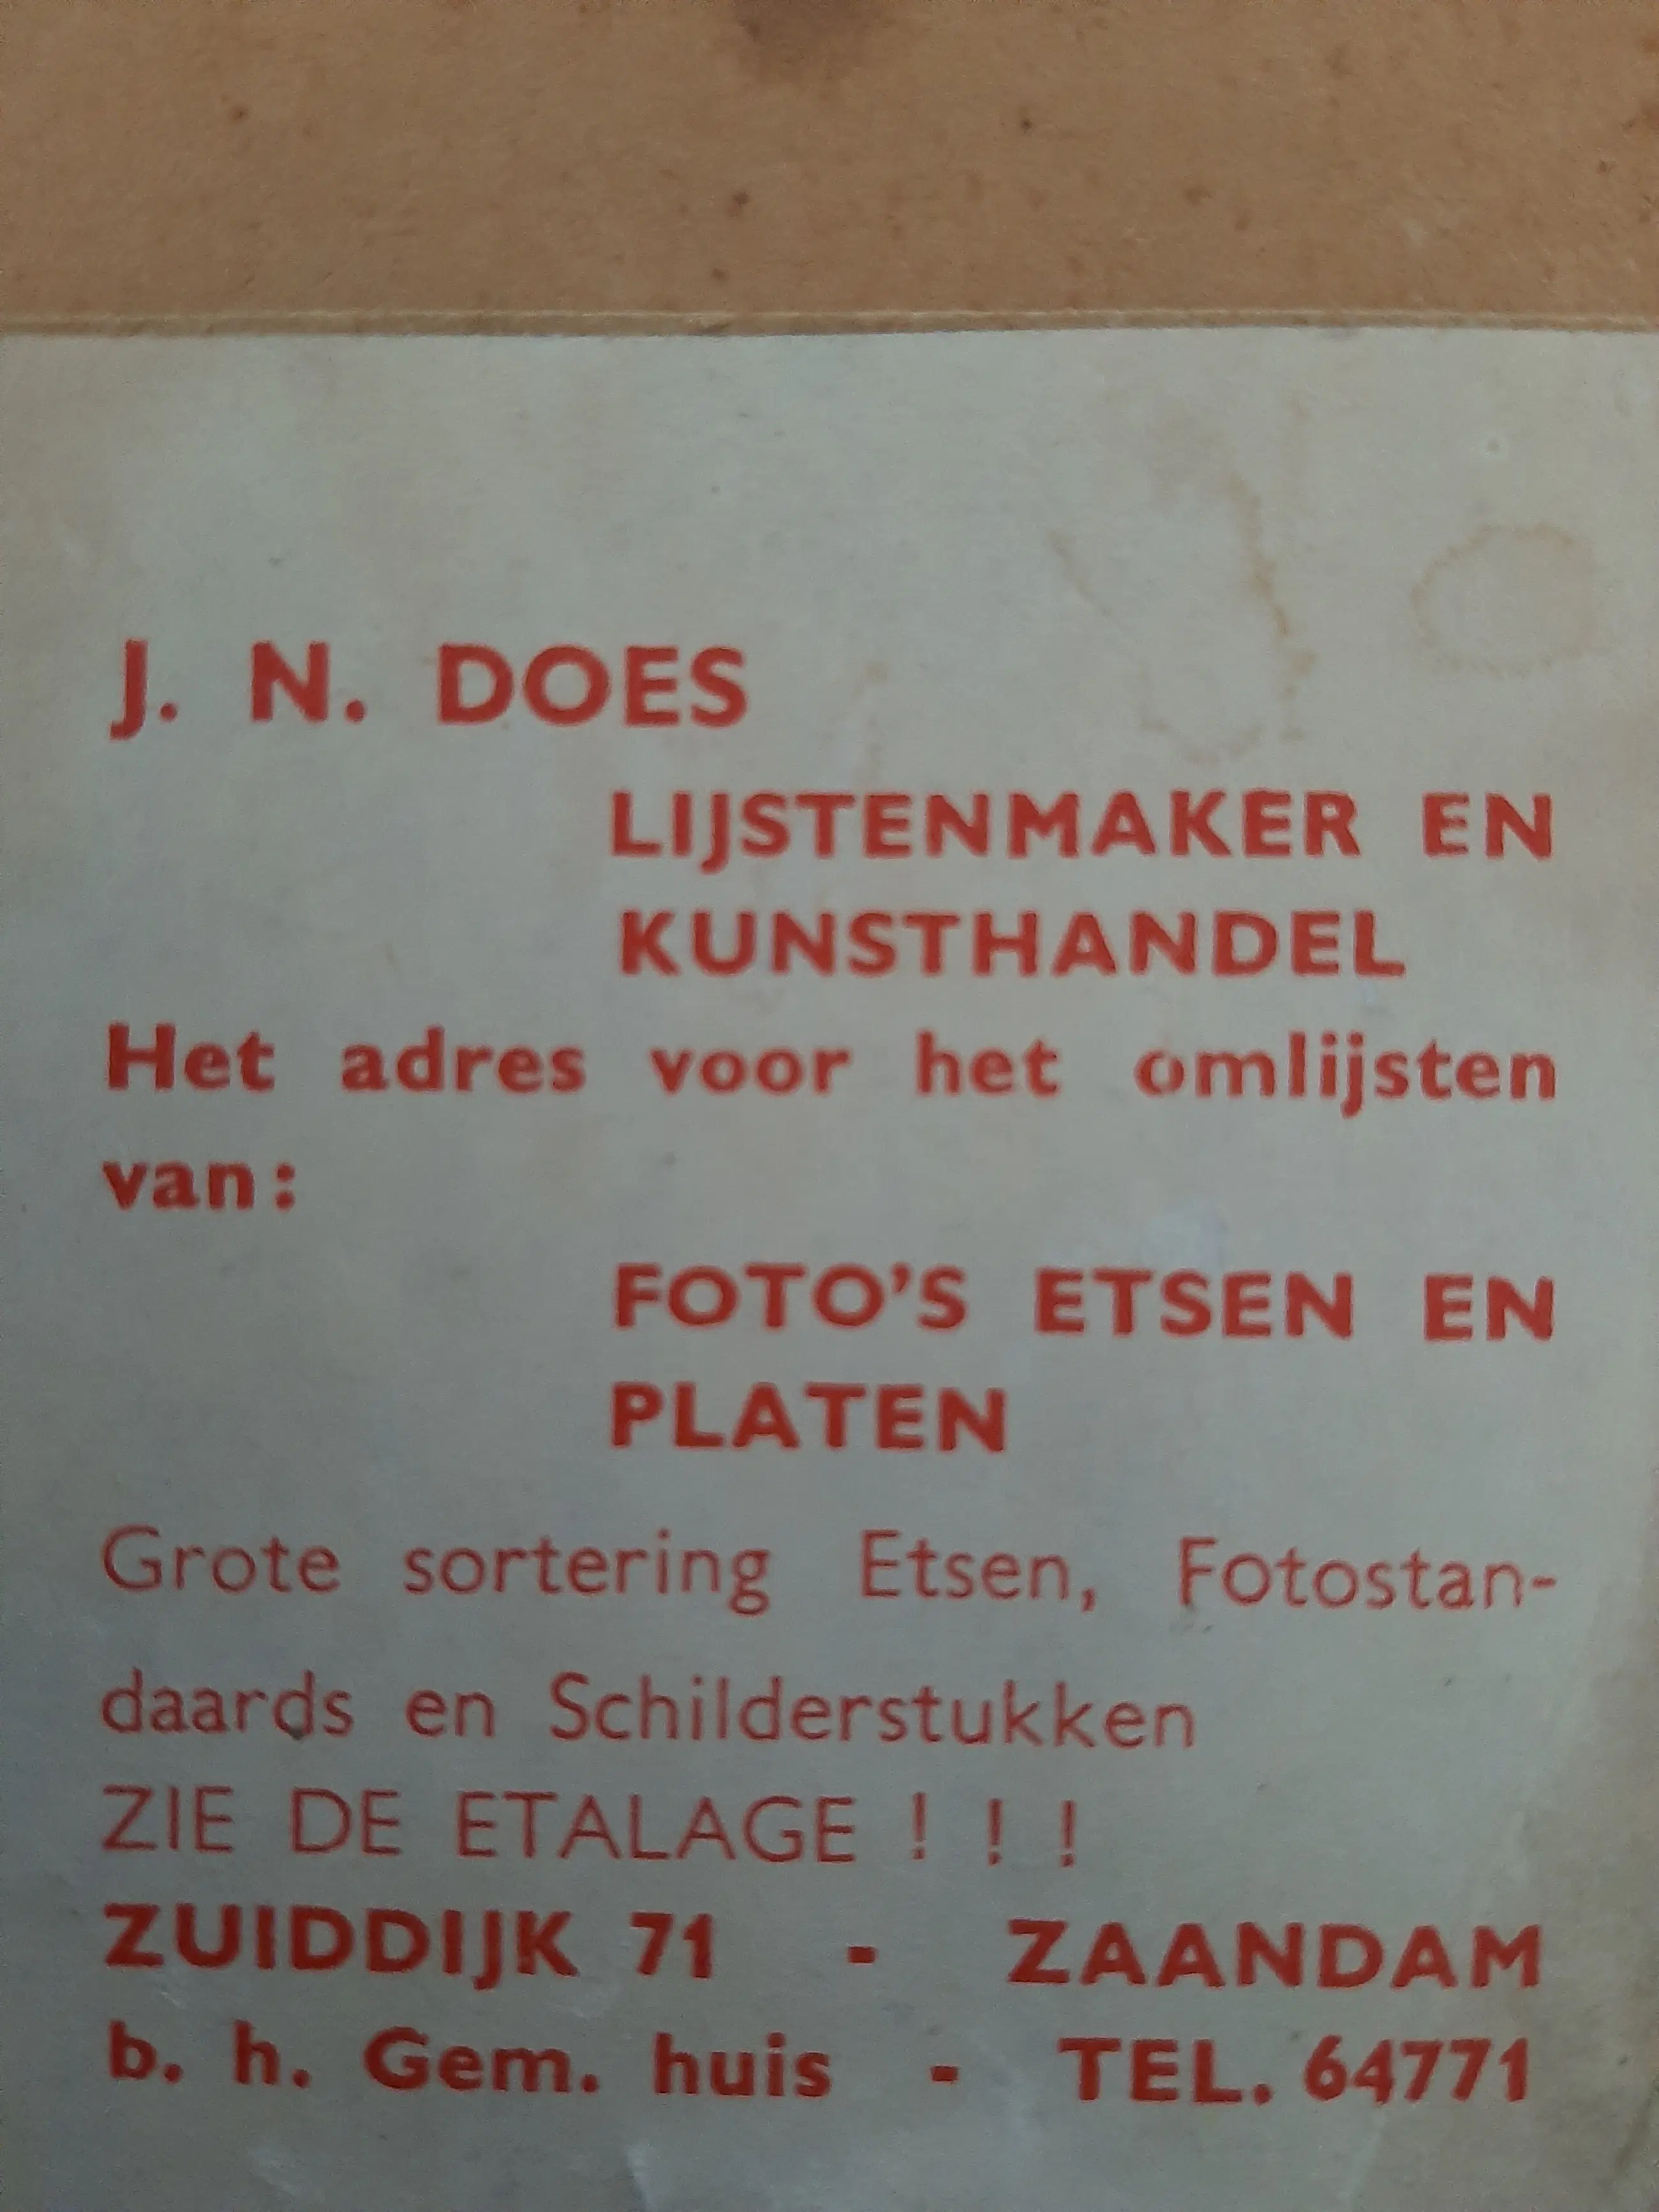 J. N. DOES
LIJSTENMAKER EN
KUNSTHANDEL
Het adres voor het omlijsten
van:
FOTO'S ETSEN EN
PLATEN
Grote sortering Etsen, Fotostan-
daards en Schilderstukken
ZIE DE ETALAGE ! ! !
ZUIDDIJK 71 - ZAANDAM
b. h. Gem. huis - TEL. 64771